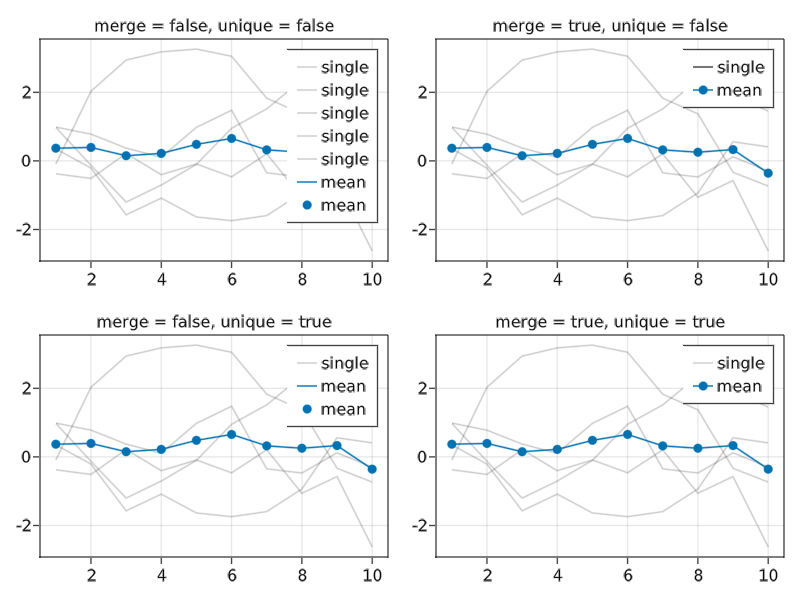 merge = false, unique = false
single
single
single
single
single
mean
mean
2
0
-2
2 4 6 8 10
merge = true, unique = false
single
mean
2
0
-2
2 4 6 8 10
merge = false, unique = true
single
mean
mean
2
0
-2
2 4 6 8 10
merge = true, unique = true
single
mean
2
0
-2
2 4 6 8 10